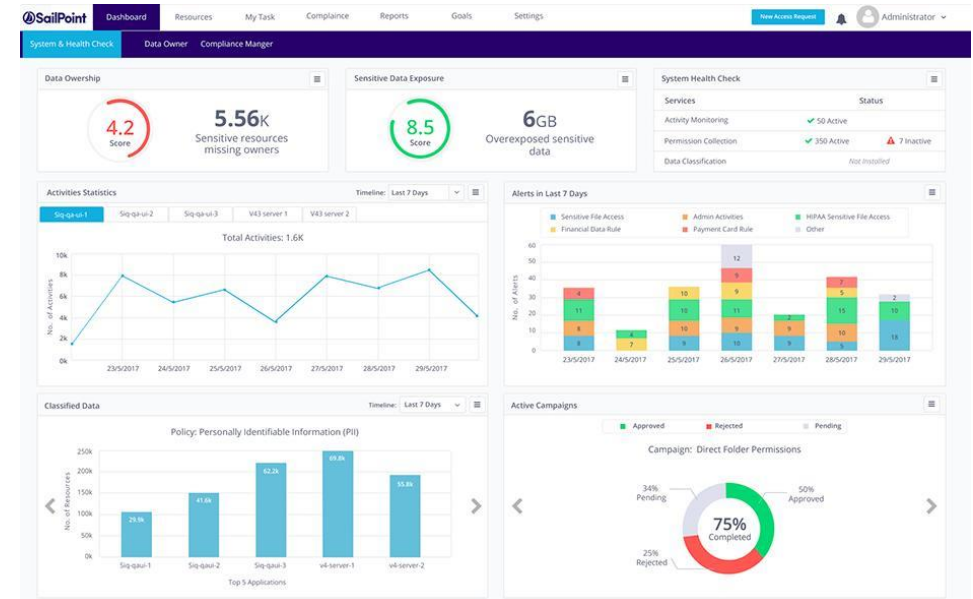 SailPoint Dashboard Resources My Task Complaince Reports Goals Settings New Access Request Administrator
System & Health Check Data Owner Compliance Manger
Data Owership
4.2
Score
5.56K
Sensitive resources
missing owners
Sensitive Data Exposure
8.5
Score
6GB
Overexposed sensitive
data
System Health Check
Services Status
Activity Monitoring 50 Active
Permission Collection 350 Active 7 Inactive
Data Classification Not Installed
Activities Statistics Timeline: Last 7 Days
Siq-qa-ui-1 Siq-qa-ui-2 Siq-qa-ui-3 V43 server 1 V43 server 2
Total Activities: 1.6K
No. of Activities
10k
8k
6k
4k
2k
0k
23/5/2017 24/5/2017 25/5/2017 26/5/2017 27/5/2017 28/5/2017 29/5/2017
Alerts in Last 7 Days
Sensitive File Access Admin Activities HIPAA Sensitive File Access
Financial Data Rule Payment Card Rule Other
No. of Alerts
60
50
40
30
20
10
0
4
11
8
8
4
7
10
10
10
9
12
9
9
11
9
10
2
9
9
7
5
15
10
5
2
10
18
23/5/2017 24/5/2017 25/5/2017 26/5/2017 27/5/2017 28/5/2017 29/5/2017
Classified Data Timeline: Last 7 Days
Policy: Personally Identifiable Information (PII)
No. of Resources
250k
200k
150k
100k
50k
0k
29.9k
41.6k
62.2k
69.8k
55.8k
Siq-qaui-1 Siq-qaui-2 Siq-qaui-3 v4-server-1 v4-server-2
Top 5 Applications
Active Campaigns
Approved Rejected Pending
Campaign: Direct Folder Permissions
34%
Pending
50%
Approved
75%
Completed
25%
Rejected